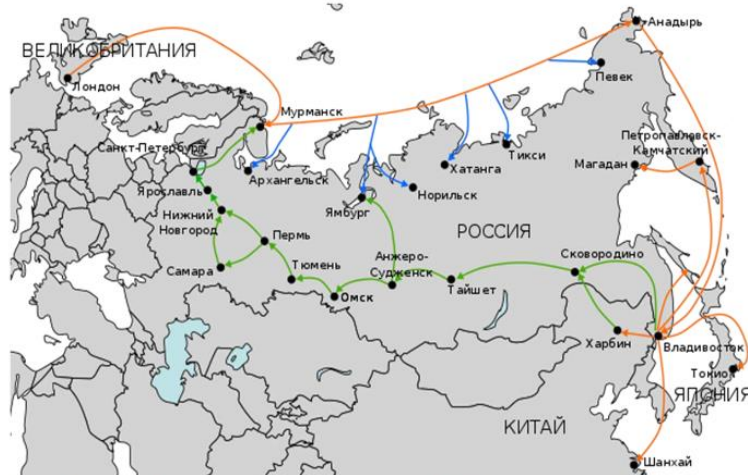 Анадырь
ВЕЛИКОБРИТАНИЯ
Певек
Лондон
Мурманск
Петропавловск-
Камчатский
Санкт-Петербург
Тикси
Хатанга
Магадан
Архангельск
Норильск
Ярославль
Ямбург
Нижний
Новгород
РОССИЯ
Пермь
Анжеро-
Судженск
Сковородино
Самара
Тюмень
Тайшет
Омск
Харбин
Владивосток
Токио
ЯПОНИЯ
КИТАЙ
Шанхай